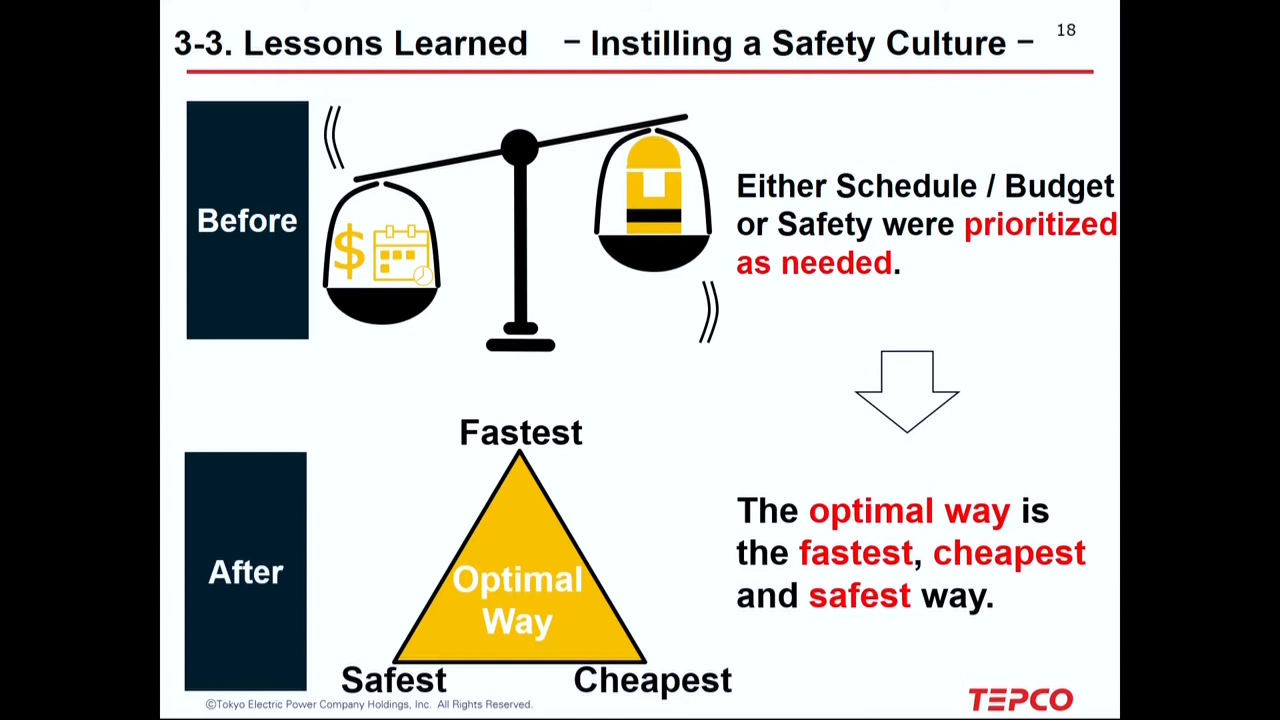 3-3. Lessons Learned − Instilling a Safety Culture −
18
Before
$
Either Schedule / Budget
or Safety were prioritized
as needed.
Fastest
After
Optimal
Way
The optimal way is
the fastest, cheapest
and safest way.
Safest
Cheapest
©Tokyo Electric Power Company Holdings, Inc. All Rights Reserved.
TEPCO